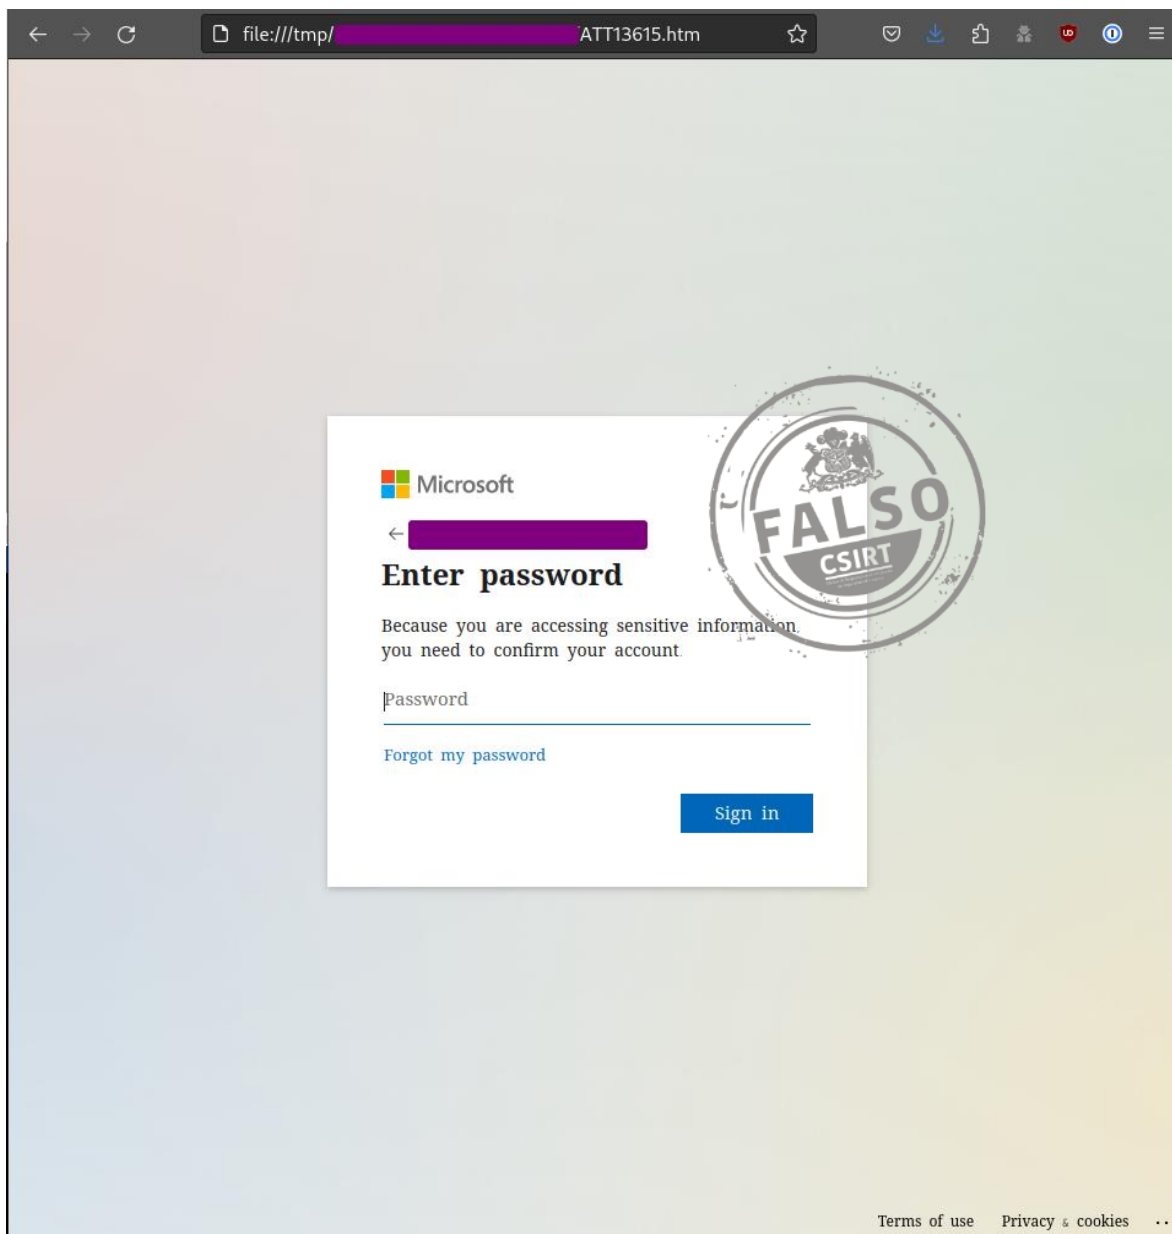 file:///tmp/ ATT13615.htm
Microsoft
Enter password
Because you are accessing sensitive information,
you need to confirm your account.
Password
Forgot my password
Sign in
FALSO
CSIRT
Terms of use Privacy & cookies ..